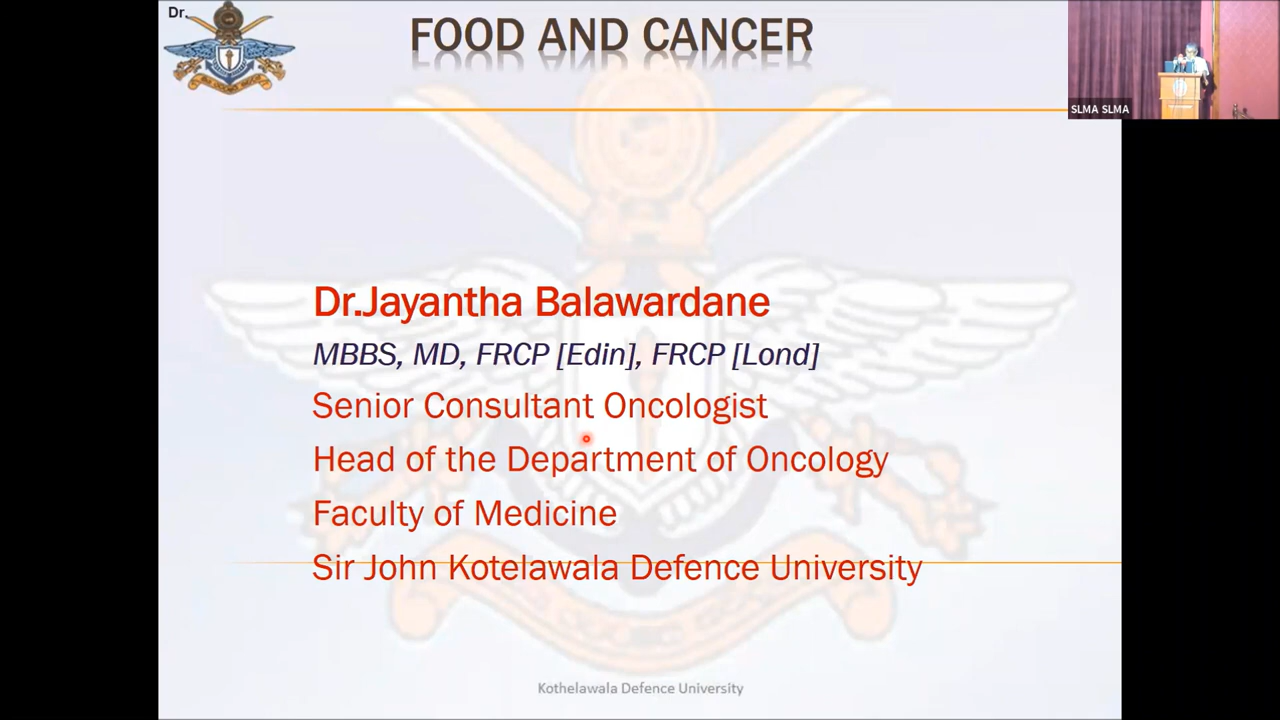 Dr.
FOOD AND CANCER
SLMA SLMA
Dr.Jayantha Balawardane
MBBS, MD, FRCP [Edin], FRCP [Lond]
Senior Consultant Oncologist
Head of the Department of Oncology
Faculty of Medicine
Sir John Kotelawala Defence University
Kothelawala Defence University